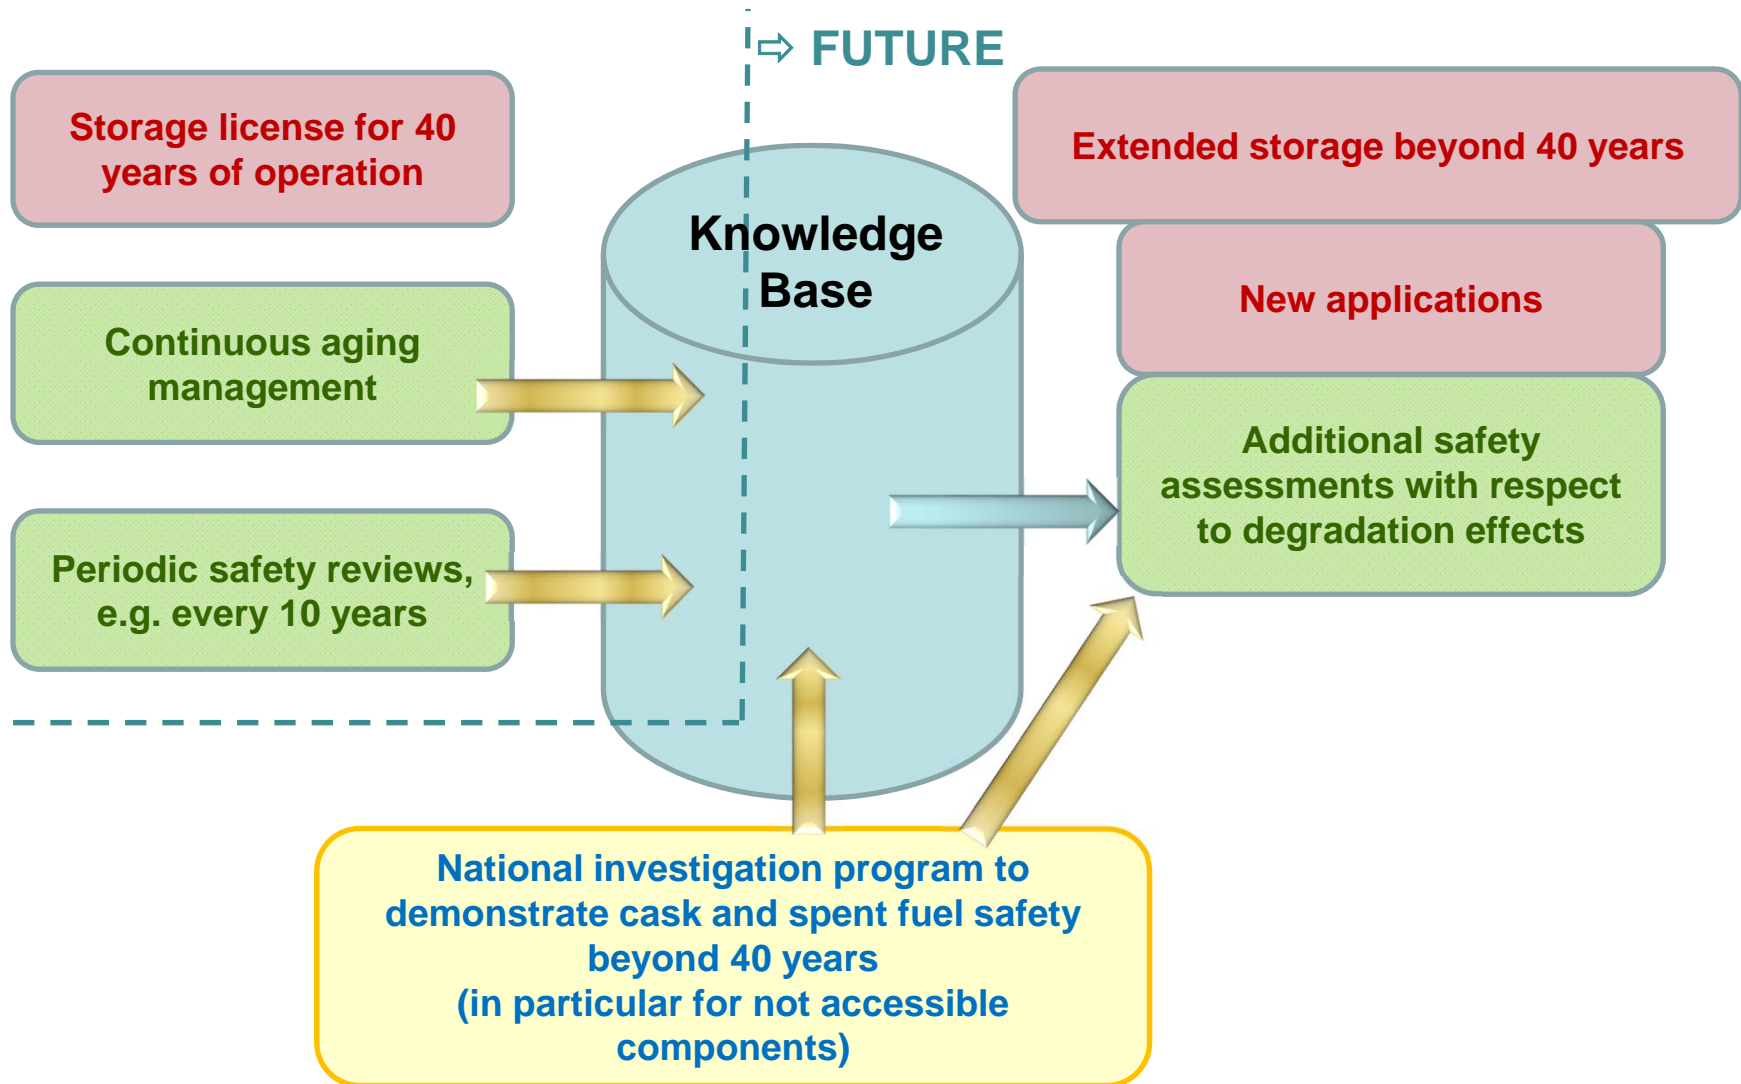 ⇨ FUTURE
Storage license for 40
years of operation
Continuous aging
management
Periodic safety reviews,
e.g. every 10 years
Knowledge
Base
Extended storage beyond 40 years
New applications
Additional safety
assessments with respect
to degradation effects
National investigation program to
demonstrate cask and spent fuel safety
beyond 40 years
(in particular for not accessible
components)